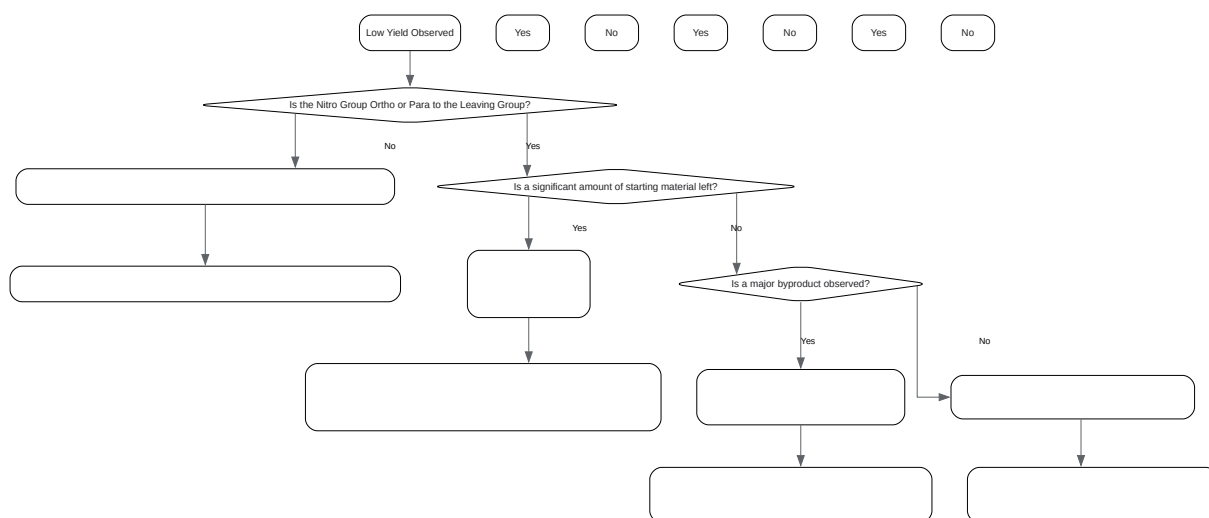 Low Yield Observed
Yes
No
Yes
No
Yes
No
Is the Nitro Group Ortho or Para to the Leaving Group?
No
Yes
Is a significant amount of starting material left?
Yes
No
Is a major byproduct observed?
Yes
No